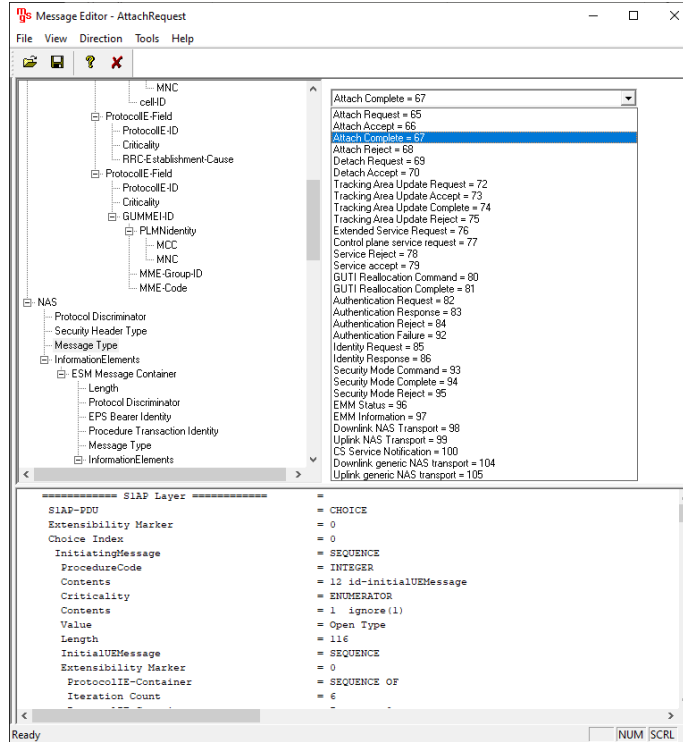 mgs Message Editor - AttachRequest
File View Direction Tools Help
MNC
cell-ID
ProtocolIE-Field
ProtocolIE-ID
Criticality
RRC-Establishment-Cause
ProtocolIE-Field
ProtocolIE-ID
Criticality
GUMMEI-ID
PLMNidentity
MCC
MNC
MME-Group-ID
MME-Code
NAS
Protocol Discriminator
Security Header Type
Message Type
InformationElements
ESM Message Container
Length
Protocol Discriminator
EPS Bearer Identity
Procedure Transaction Identity
Message Type
InformationElements
Attach Complete = 67
Attach Request = 65
Attach Accept = 66
Attach Complete = 67
Attach Reject = 68
Detach Request = 69
Detach Accept = 70
Tracking Area Update Request = 72
Tracking Area Update Accept = 73
Tracking Area Update Complete = 74
Tracking Area Update Reject = 75
Extended Service Request = 76
Control plane service request = 77
Service Reject = 78
Service accept = 79
GUTI Reallocation Command = 80
GUTI Reallocation Complete = 81
Authentication Request = 82
Authentication Response = 83
Authentication Reject = 84
Authentication Failure = 92
Identity Request = 85
Identity Response = 86
Security Mode Command = 93
Security Mode Complete = 94
Security Mode Reject = 95
EMM Status = 96
EMM Information = 97
Downlink NAS Transport = 98
Uplink NAS Transport = 99
CS Service Notification = 100
Downlink generic NAS transport = 104
Uplink generic NAS transport = 105
============ S1AP Layer ============ =
S1AP-PDU = CHOICE
Extensibility Marker = 0
Choice Index = 0
InitiatingMessage = SEQUENCE
ProcedureCode = INTEGER
Contents = 12 id-initialUEMessage
Criticality = ENUMERATOR
Contents = 1 ignore(1)
Value = Open Type
Length = 116
InitialUEMessage = SEQUENCE
Extensibility Marker = 0
ProtocolIE-Container = SEQUENCE OF
Iteration Count = 6
Ready NUM SCRL